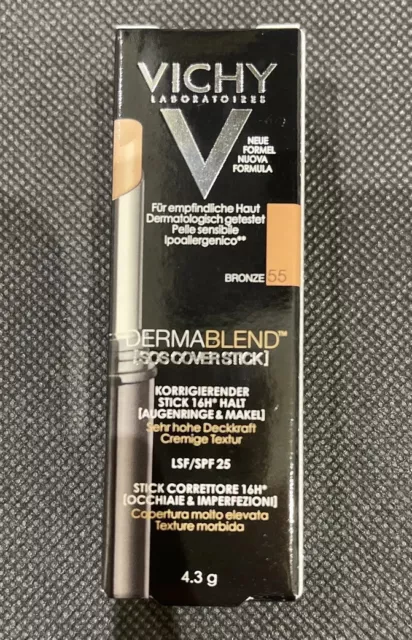 VICHY
LABORATOIRES
V
NEUE
FORMEL
NUOVA
FORMULA
Für empfindliche Haut
Dermatologisch getestet
Pelle sensibile
Ipoallergenico**
BRONZE 55
DERMABLEND™
[SOS COVER STICK]
KORRIGIERENDER
STICK 16H* HALT
[AUGENRINGE & MAKEL]
Sehr hohe Deckkraft
Cremige Textur
LSF/SPF 25
STICK CORRETTORE 16H*
[OCCHIAIE & IMPERFEZIONI]
Copertura molto elevata
Texture morbida
4.3 g